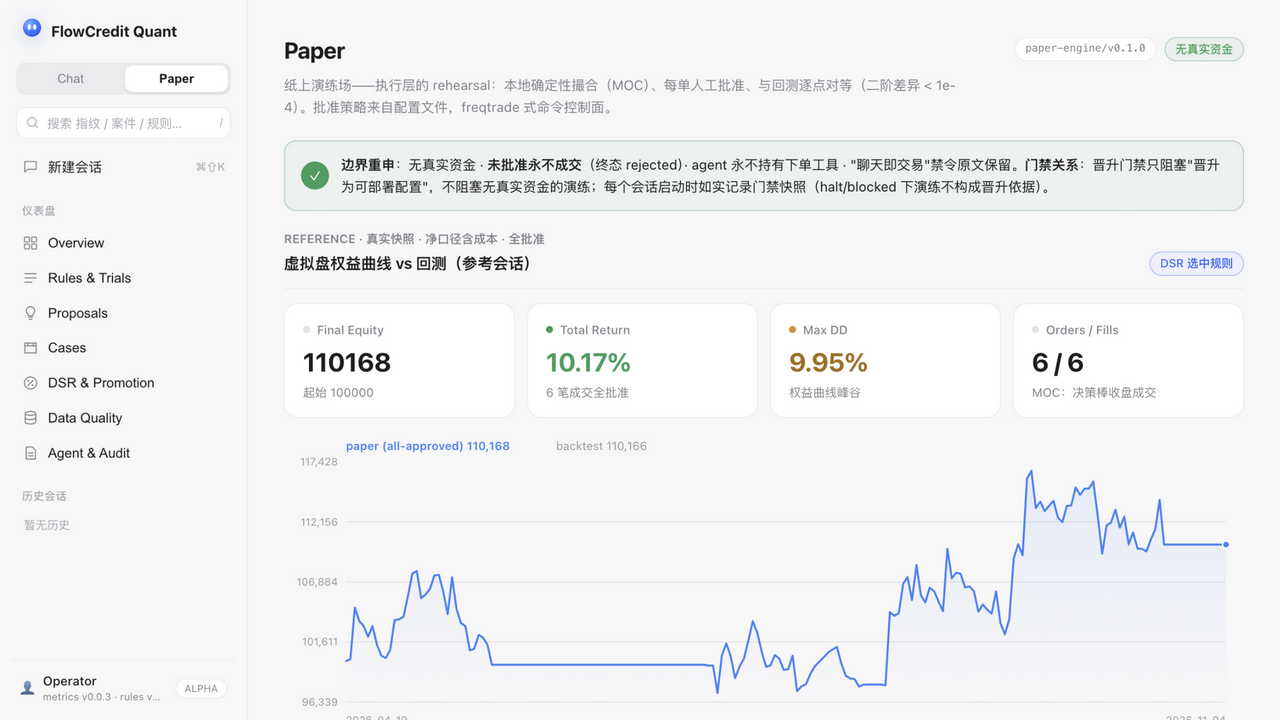 FlowCredit Quant
Chat
Paper
搜索 指纹 / 案件 / 规则...
/
新建会话
⌘⇧K
仪表盘
Overview
Rules & Trials
Proposals
Cases
DSR & Promotion
Data Quality
Agent & Audit
历史会话
暂无历史
Operator
metrics v0.0.3 · rules v...
ALPHA
Paper
paper-engine/v0.1.0
无真实资金
纸上演练场——执行层的 rehearsal：本地确定性撮合（MOC）、每单人工批准、与回测逐点对等（二阶差异 < 1e-
4）。批准策略来自配置文件，freqtrade 式命令控制面。
边界重申：无真实资金 · 未批准永不成交（终态 rejected）· agent 永不持有下单工具 · "聊天即交易"禁令原文保留。门禁关系：晋升门禁只阻塞"晋升
为可部署配置"，不阻塞无真实资金的演练；每个会话启动时如实记录门禁快照（halt/blocked 下演练不构成晋升依据）。
REFERENCE · 真实快照 · 净口径含成本 · 全批准
虚拟盘权益曲线 vs 回测（参考会话）
DSR 选中规则
Final Equity
110168
起始 100000
Total Return
10.17%
6 笔成交全批准
Max DD
9.95%
权益曲线峰谷
Orders / Fills
6 / 6
MOC：决策棒收盘成交
paper (all-approved) 110,168
backtest 110,166
117,428
112,156
106,884
101,611
96,339
2026-04-19
2026-11-04